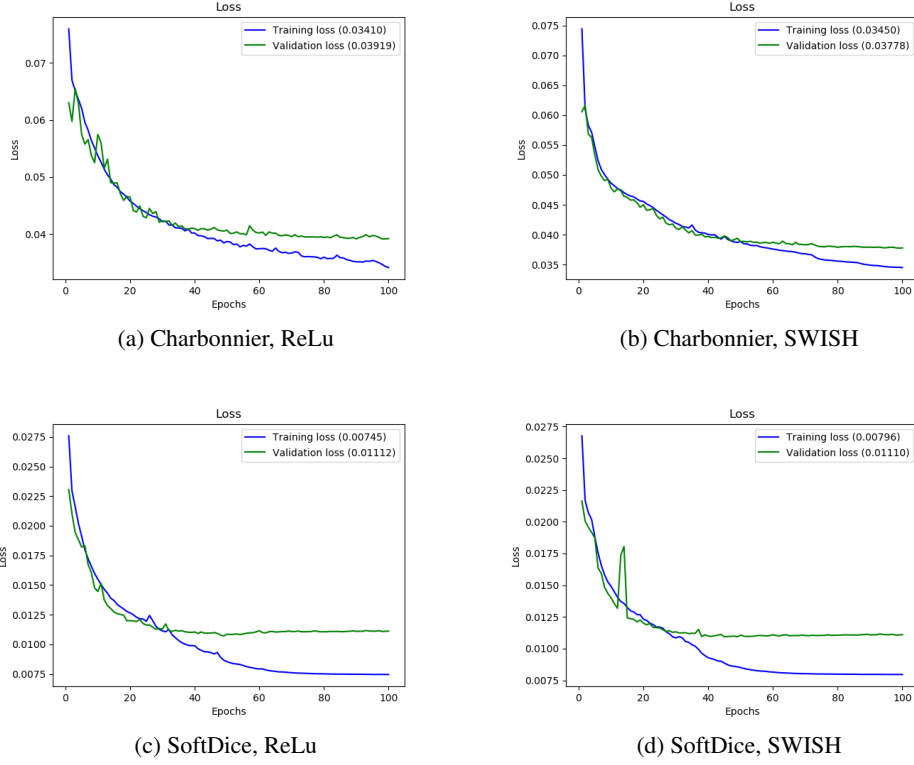 Loss
Training loss (0.03410)
Validation loss (0.03919)
0.07
0.06
0.05
0.04
Loss
0 20 40 60 80 100
Epochs
(a) Charbonnier, ReLu
Loss
Training loss (0.03450)
Validation loss (0.03778)
0.075
0.070
0.065
0.060
0.055
0.050
0.045
0.040
0.035
Loss
0 20 40 60 80 100
Epochs
(b) Charbonnier, SWISH
Loss
Training loss (0.00745)
Validation loss (0.01112)
0.0275
0.0250
0.0225
0.0200
0.0175
0.0150
0.0125
0.0100
0.0075
Loss
0 20 40 60 80 100
Epochs
(c) SoftDice, ReLu
Loss
Training loss (0.00796)
Validation loss (0.01110)
0.0275
0.0250
0.0225
0.0200
0.0175
0.0150
0.0125
0.0100
0.0075
Loss
0 20 40 60 80 100
Epochs
(d) SoftDice, SWISH